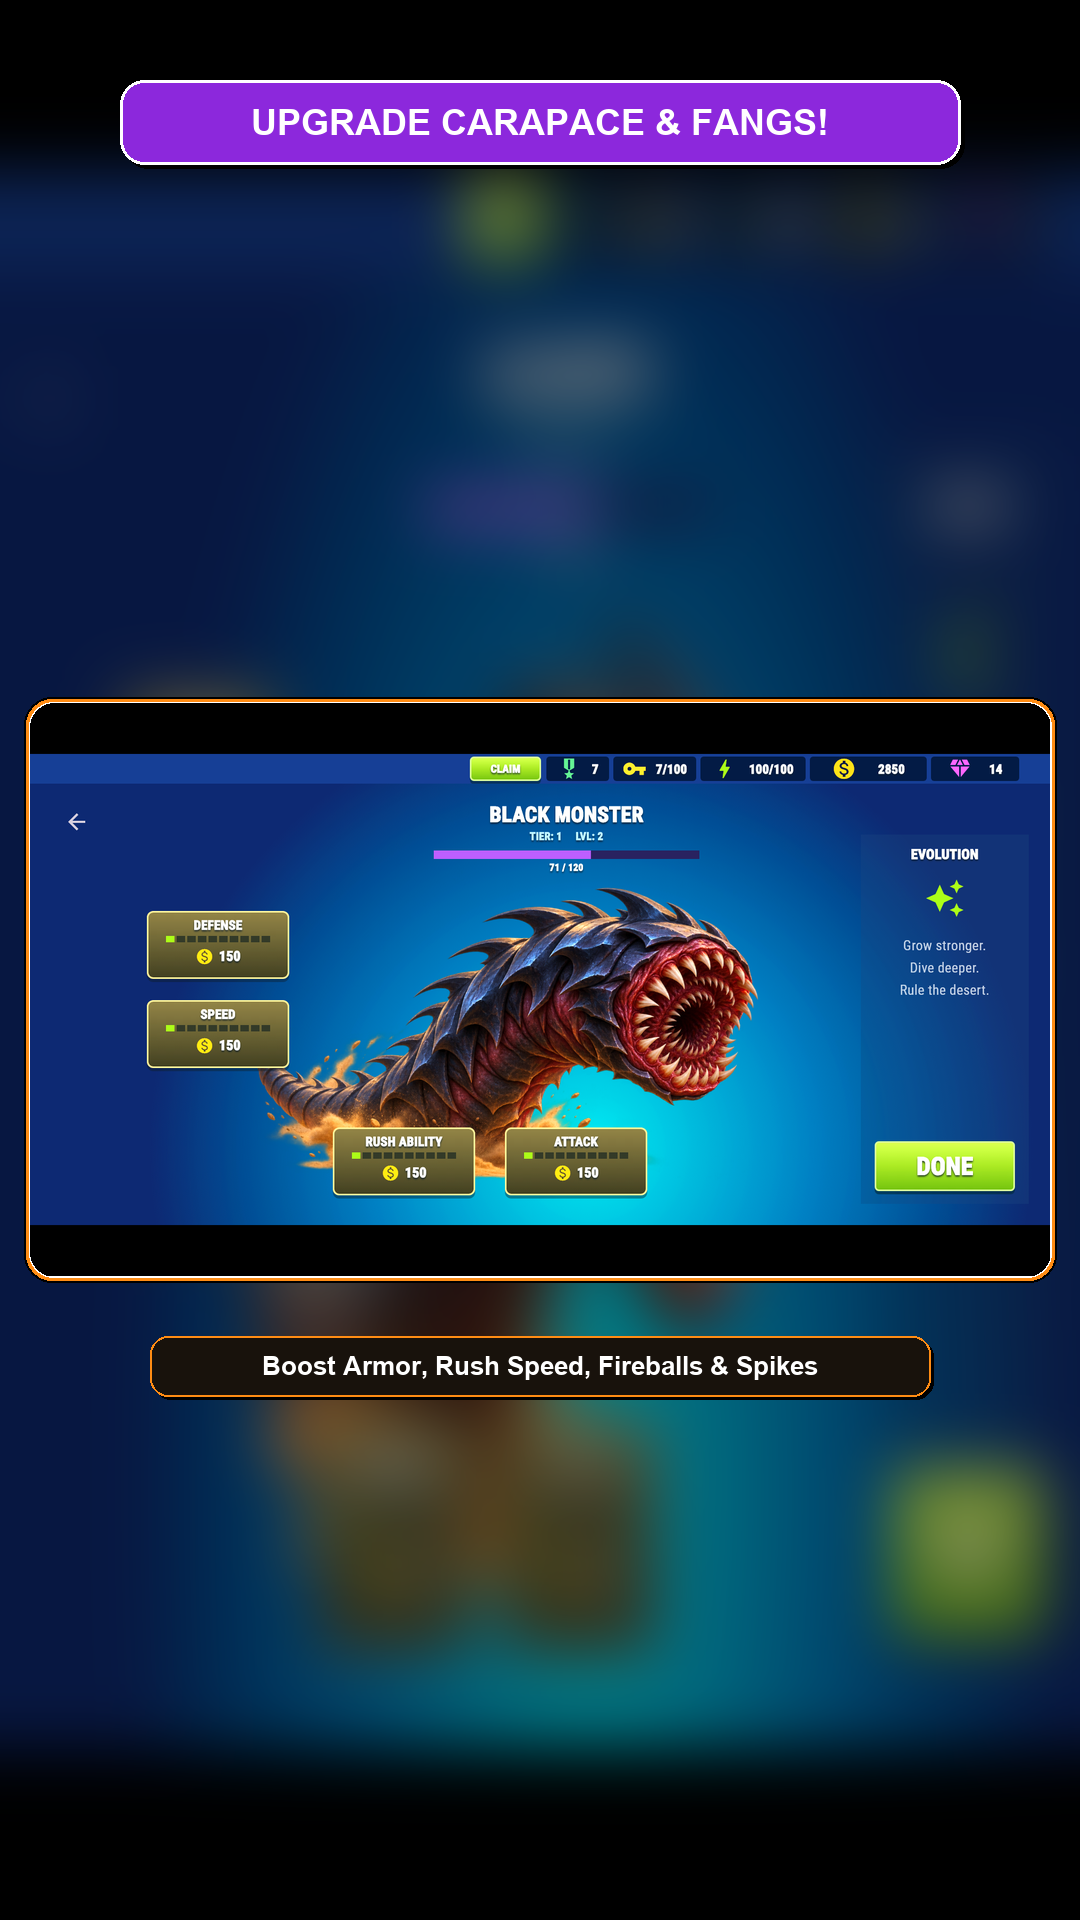 UPGRADE CARAPACE & FANGS!
CLAIM 7 7/100 100/100 2850 14
BLACK MONSTER
TIER: 1 LVL: 2
71 / 120
EVOLUTION
Grow stronger.
Dive deeper.
Rule the desert.
DEFENSE
150
SPEED
150
RUSH ABILITY
150
ATTACK
150
DONE
Boost Armor, Rush Speed, Fireballs & Spikes